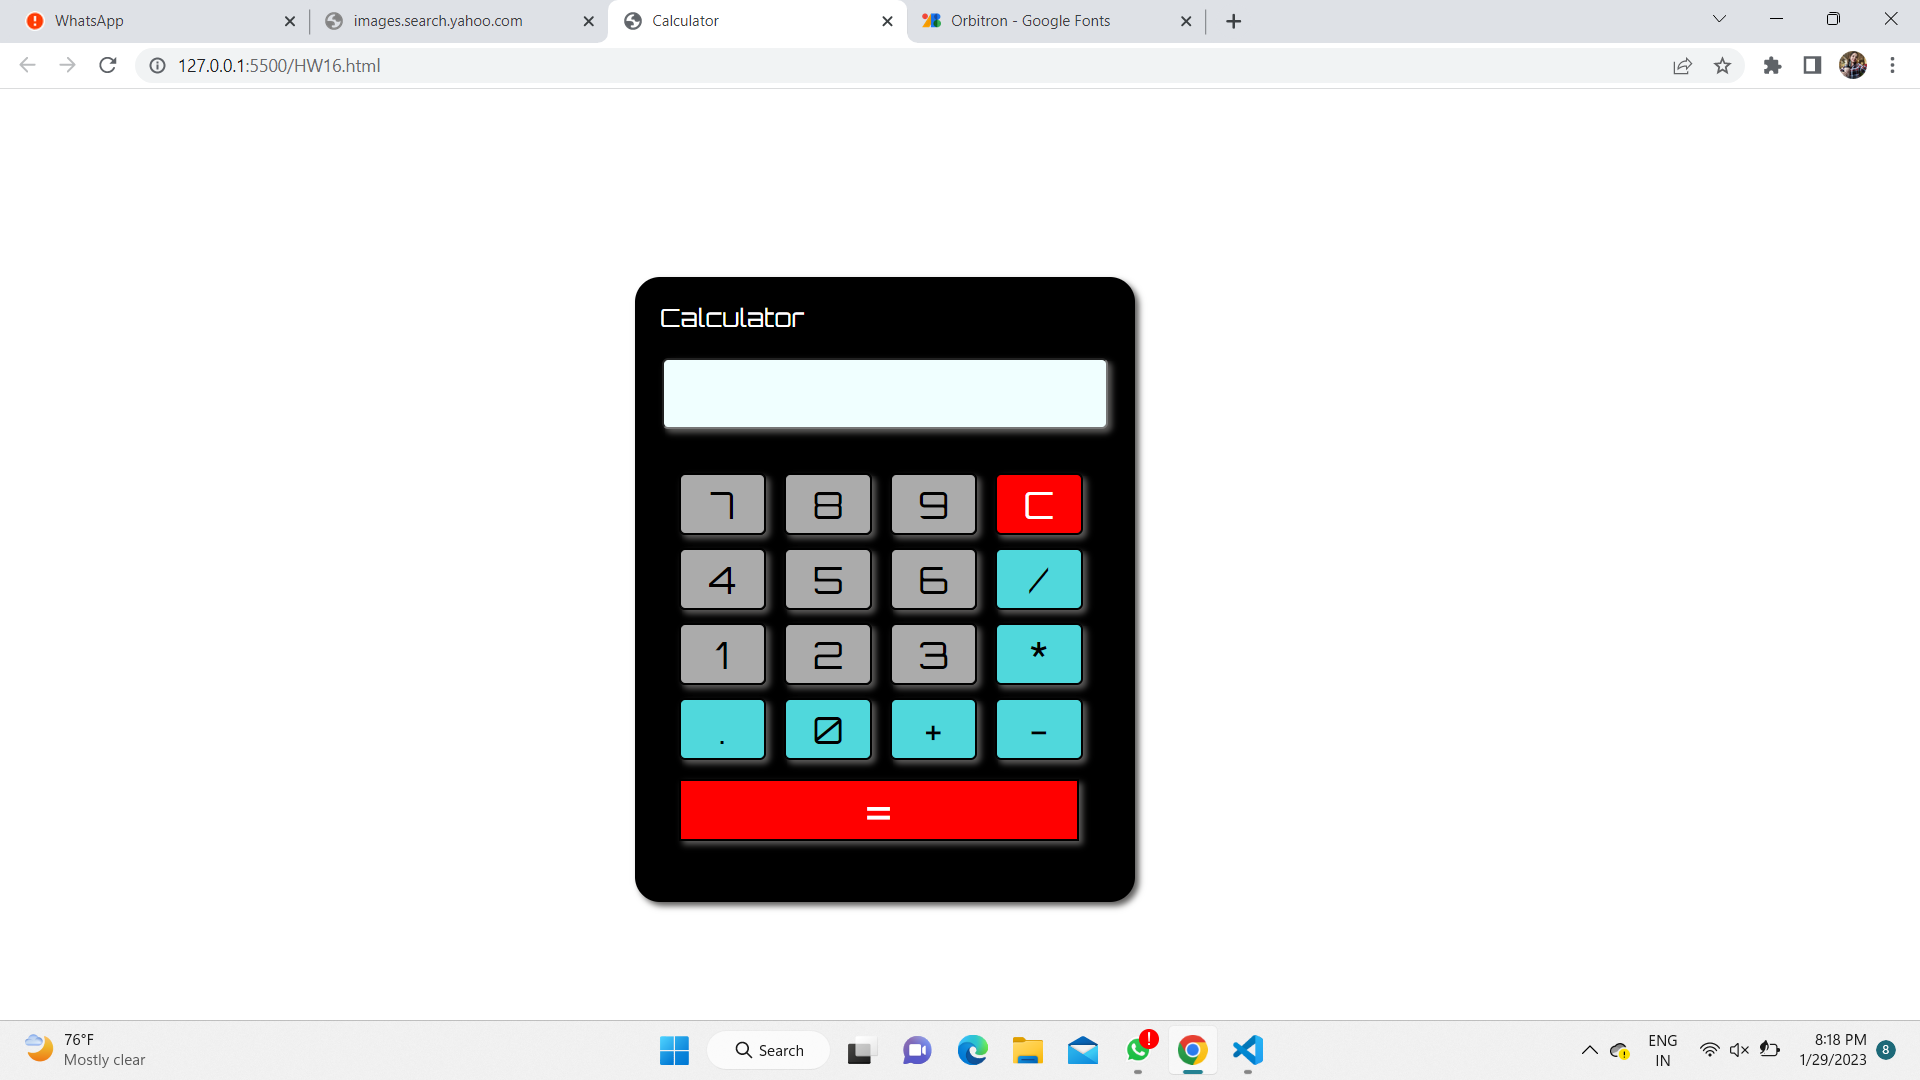 WhatsApp
images.search.yahoo.com
Calculator
Orbitron - Google Fonts
127.0.0.1:5500/HW16.html
Calculator
7 8 9 C
4 5 6 /
1 2 3 *
. 0 + -
=
76°F
Mostly clear
Search
ENG
IN
8:18 PM
1/29/2023
8